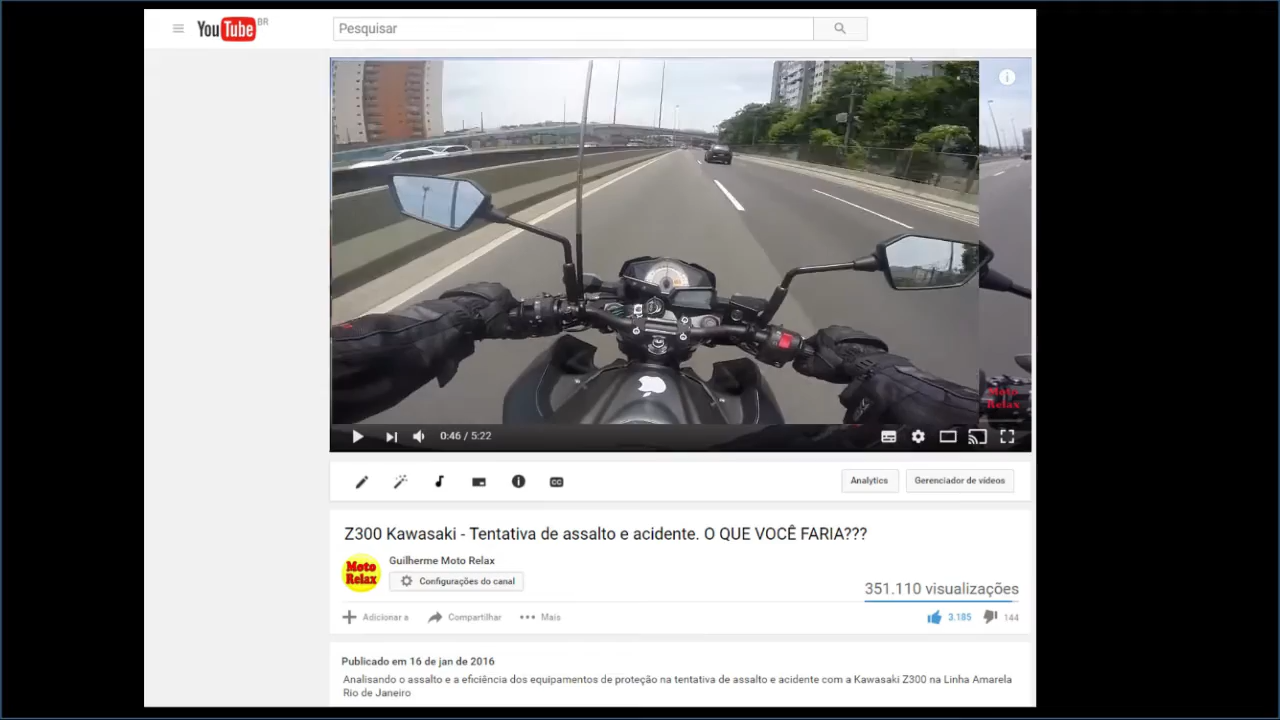 YouTube BR
Pesquisar
Moto
Relax
0:46 / 5:22
CC
Analytics
Gerenciador de vídeos
Z300 Kawasaki - Tentativa de assalto e acidente. O QUE VOCÊ FARIA???
Moto
Relax
Guilherme Moto Relax
Configurações do canal
351.110 visualizações
Adicionar a
Compartilhar
Mais
3.185
144
Publicado em 16 de jan de 2016
Analisando o assalto e a eficiência dos equipamentos de proteção na tentativa de assalto e acidente com a Kawasaki Z300 na Linha Amarela
Rio de Janeiro